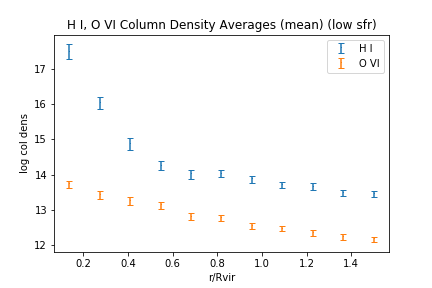 H I, O VI Column Density Averages (mean) (low sfr)
H I
O VI
log col dens
17
16
15
14
13
12
0.2 0.4 0.6 0.8 1.0 1.2 1.4
r/Rvir